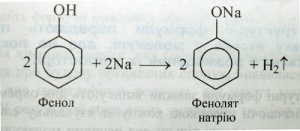 OH ONa
2 + 2Na ⟶ 2 + H₂↑
Фенол Фенолят
натрію